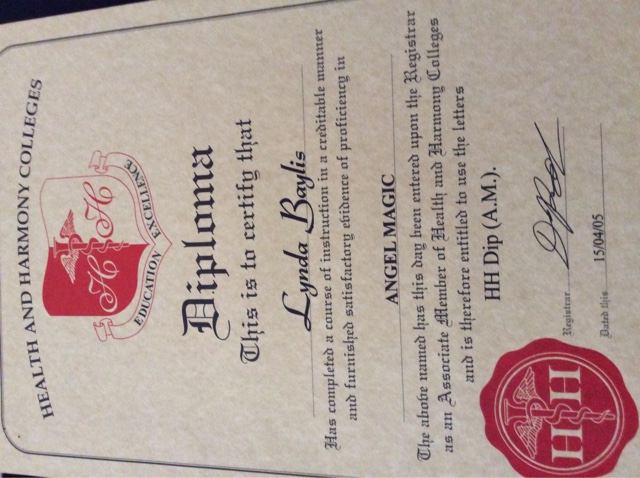 HEALTH AND HARMONY COLLEGES
H H
EDUCATION EXCELLENCE
Diploma
This is to certify that
Lynda Baylis
Has completed a course of instruction in a creditable manner
and furnished satisfactory evidence of proficiency in
ANGEL MAGIC
The above named has this day been entered upon the Registrar
as an Associate Member of Health and Harmony Colleges
and is therefore entitled to use the letters
HH Dip (A.M.).
Registrar
Dated this 15/04/05
HH